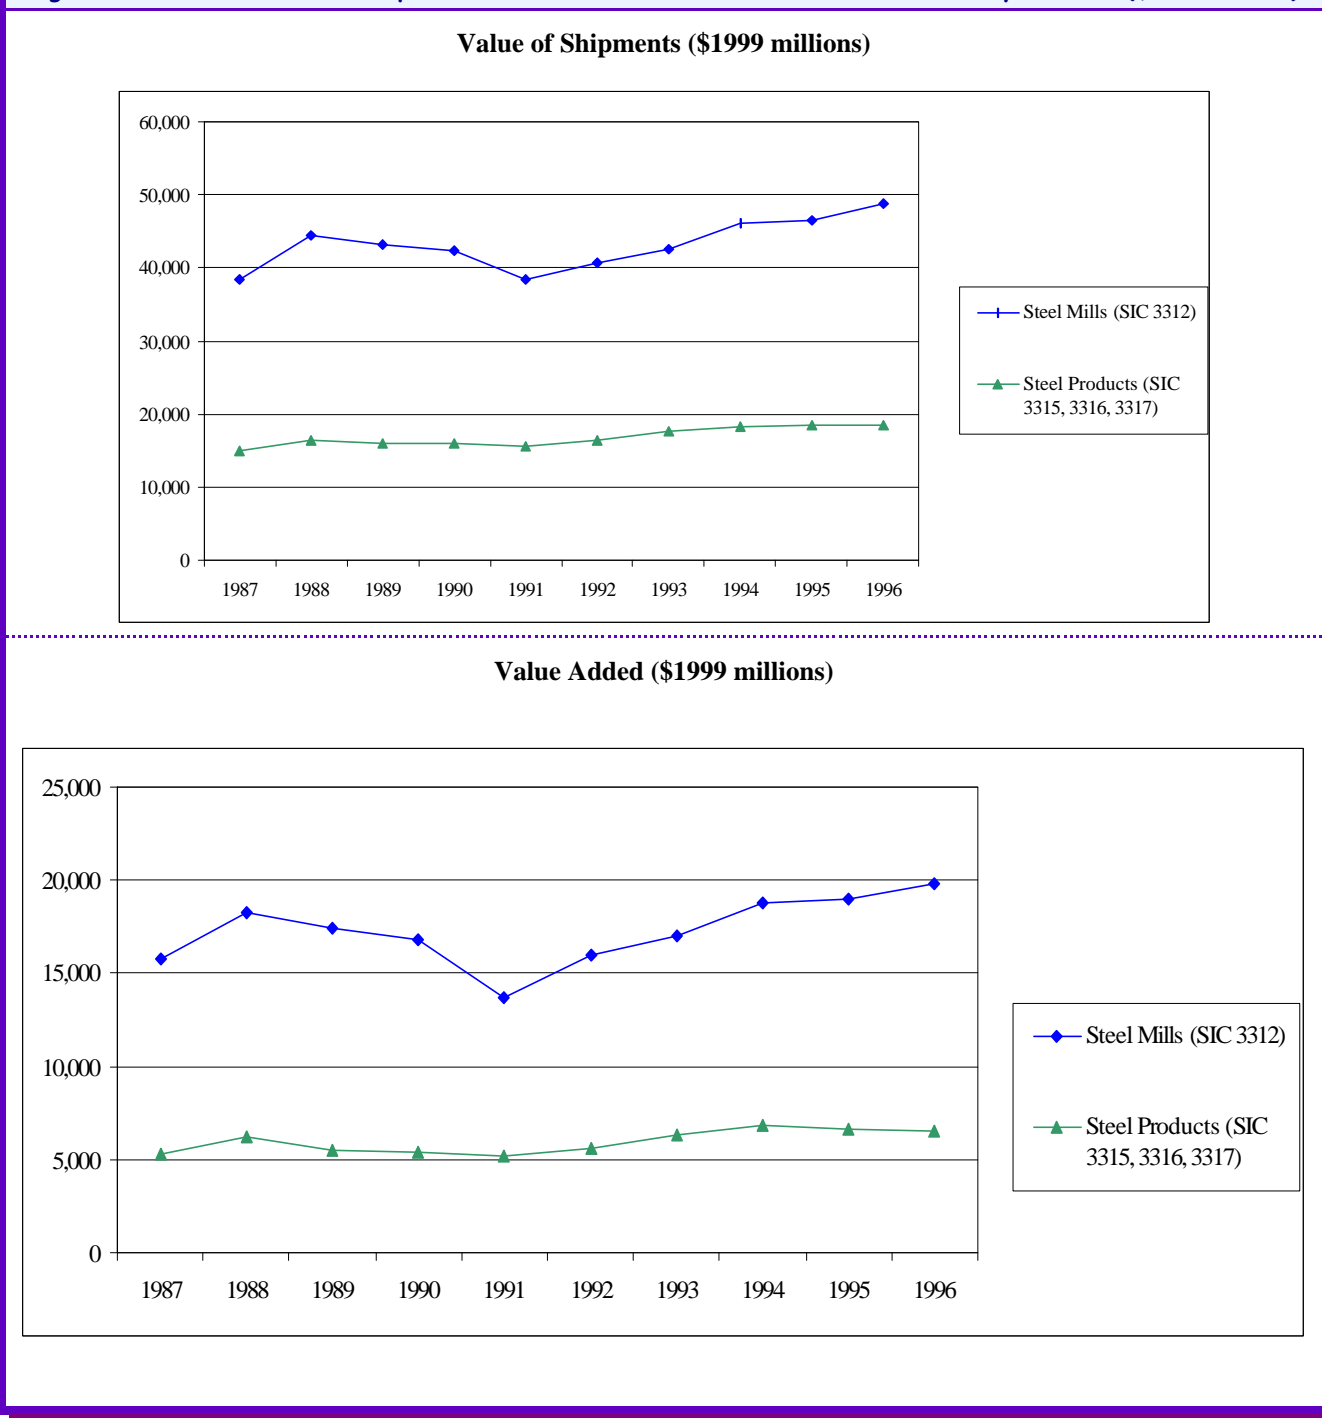 Value of Shipments ($1999 millions)
60,000
50,000
40,000
30,000
20,000
10,000
0
1987 1988 1989 1990 1991 1992 1993 1994 1995 1996
Steel Mills (SIC 3312)
Steel Products (SIC
3315, 3316, 3317)
Value Added ($1999 millions)
25,000
20,000
15,000
10,000
5,000
0
1987 1988 1989 1990 1991 1992 1993 1994 1995 1996
Steel Mills (SIC 3312)
Steel Products (SIC
3315, 3316, 3317)